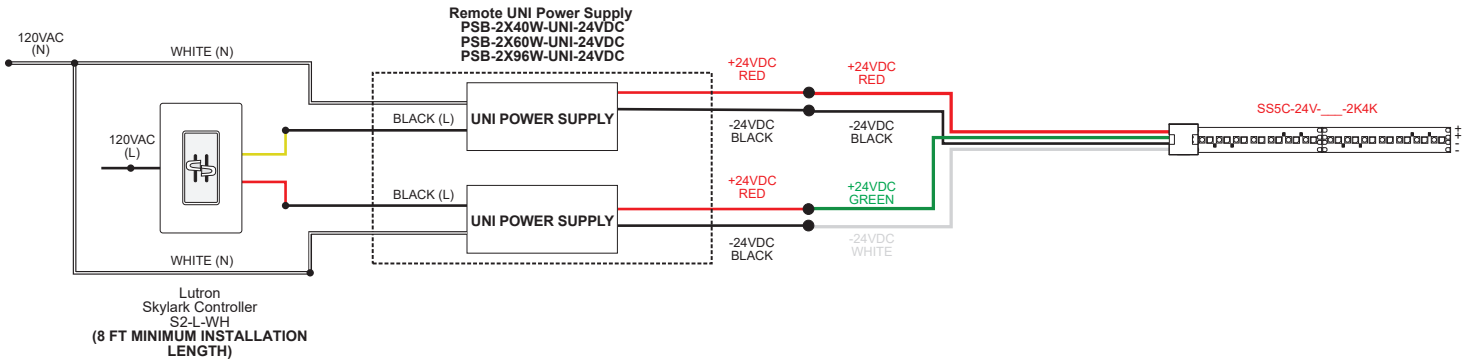 Remote UNI Power Supply
PSB-2X40W-UNI-24VDC
PSB-2X60W-UNI-24VDC
PSB-2X96W-UNI-24VDC
120VAC
(N)
WHITE (N)
+24VDC
RED
+24VDC
RED
UNI POWER SUPPLY
BLACK (L)
-24VDC
BLACK
-24VDC
BLACK
SS5C-24V-___-2K4K
+
+
-
-
120VAC
(L)
BLACK (L)
+24VDC
RED
+24VDC
GREEN
UNI POWER SUPPLY
-24VDC
BLACK
-24VDC
WHITE
WHITE (N)
Lutron
Skylark Controller
S2-L-WH
(8 FT MINIMUM INSTALLATION
LENGTH)